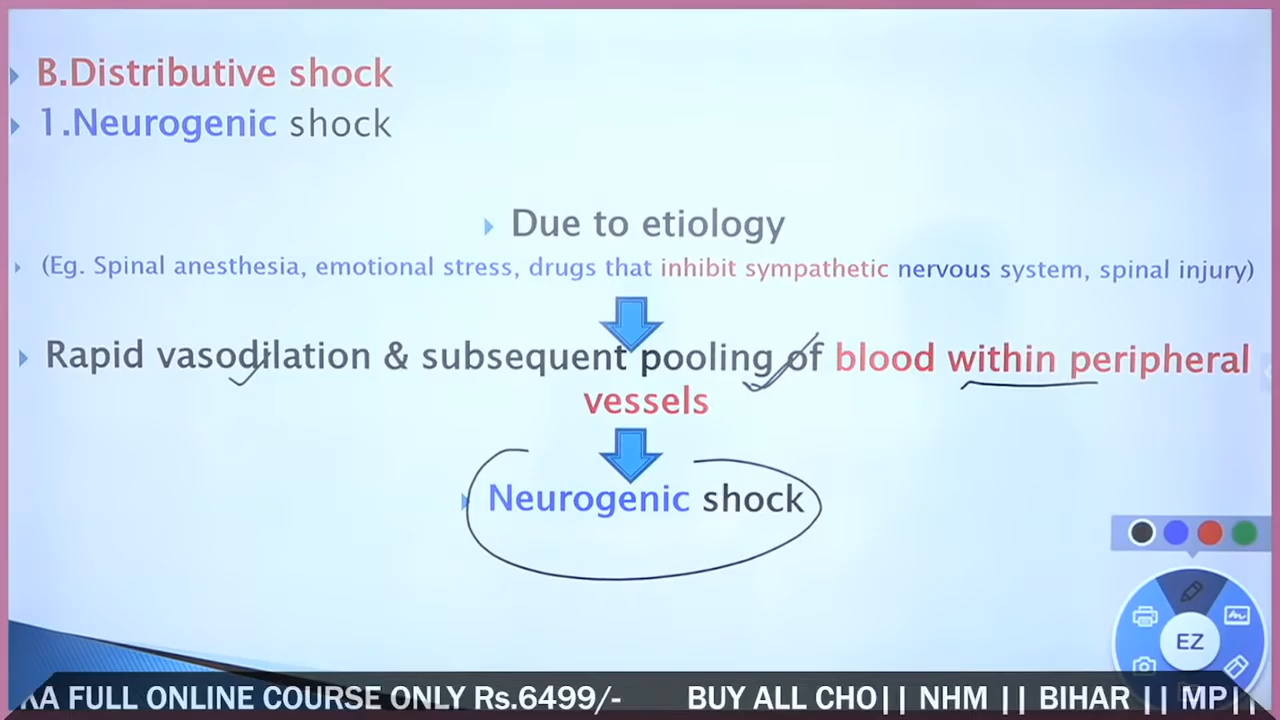 B.Distributive shock
1.Neurogenic shock
Due to etiology
(Eg. Spinal anesthesia, emotional stress, drugs that inhibit sympathetic nervous system, spinal injury)
Rapid vasodilation & subsequent pooling of blood within peripheral
vessels
Neurogenic shock
EZ
KA FULL ONLINE COURSE ONLY Rs.6499/- BUY ALL CHO|| NHM || BIHAR || MP||